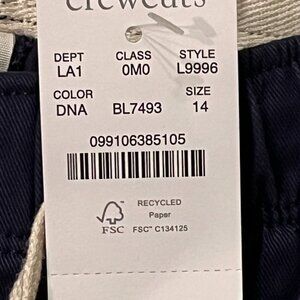 crewcuts
DEPT CLASS STYLE
LA1 0M0 L9996
COLOR SIZE
DNA BL7493 14
099106385105
RECYCLED
Paper
FSC FSC™ C134125